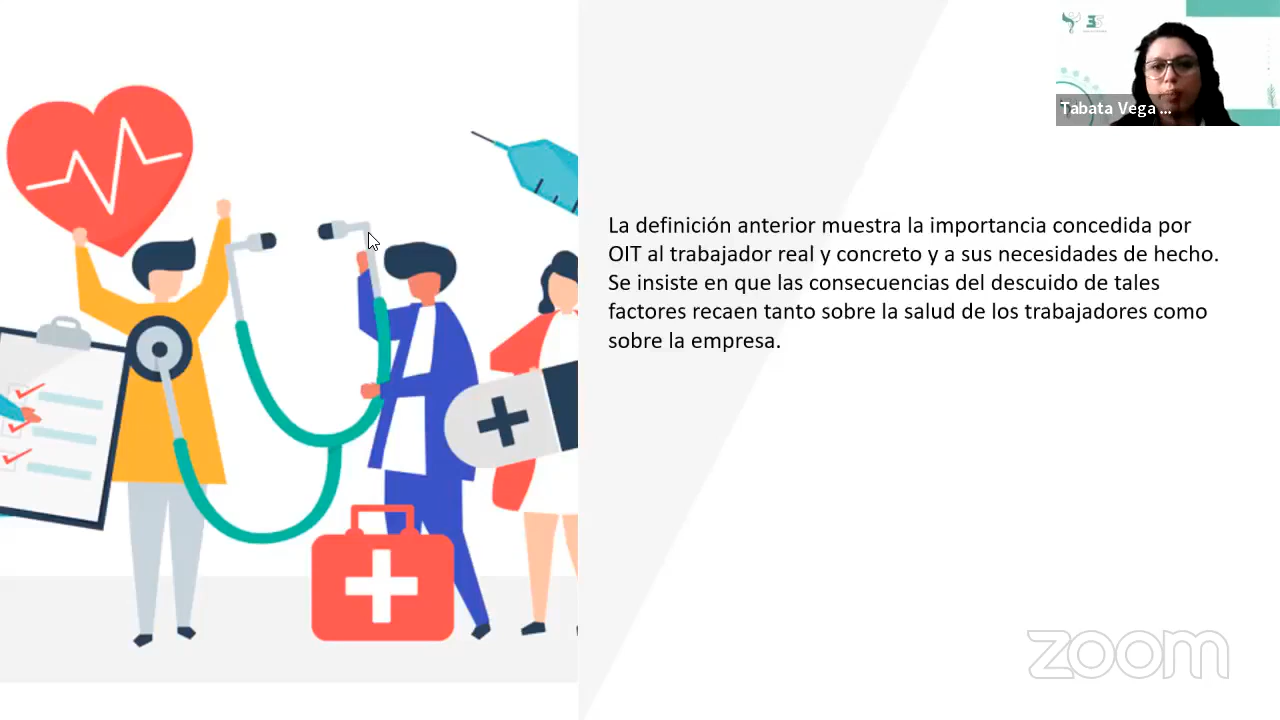 Tabata Vega ...
La definición anterior muestra la importancia concedida por
OIT al trabajador real y concreto y a sus necesidades de hecho.
Se insiste en que las consecuencias del descuido de tales
factores recaen tanto sobre la salud de los trabajadores como
sobre la empresa.
zoom